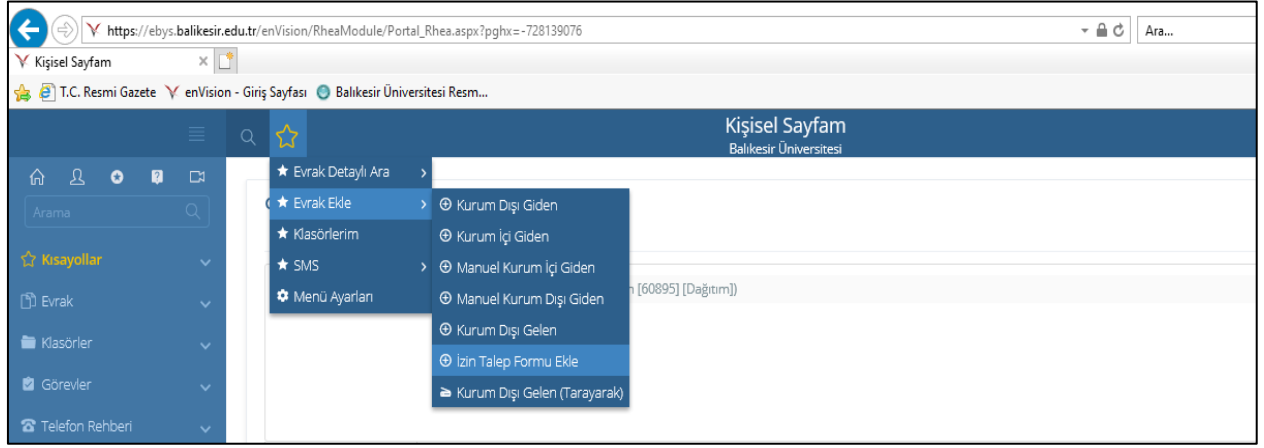 https://ebys.balikesir.edu.tr/enVision/RheaModule/Portal_Rhea.aspx?pghx=-728139076
Ara...
Kişisel Sayfam
T.C. Resmi Gazete
enVision - Giriş Sayfası
Balıkesir Üniversitesi Resm...
Kişisel Sayfam
Balıkesir Üniversitesi
Arama
Kısayollar
Evrak
Klasörler
Görevler
Telefon Rehberi
Evrak Detaylı Ara
Evrak Ekle
Klasörlerim
SMS
Menü Ayarları
Kurum Dışı Giden
Kurum İçi Giden
Manuel Kurum İçi Giden
Manuel Kurum Dışı Giden
Kurum Dışı Gelen
İzin Talep Formu Ekle
Kurum Dışı Gelen (Tarayarak)
[60895] [Dağıtım])